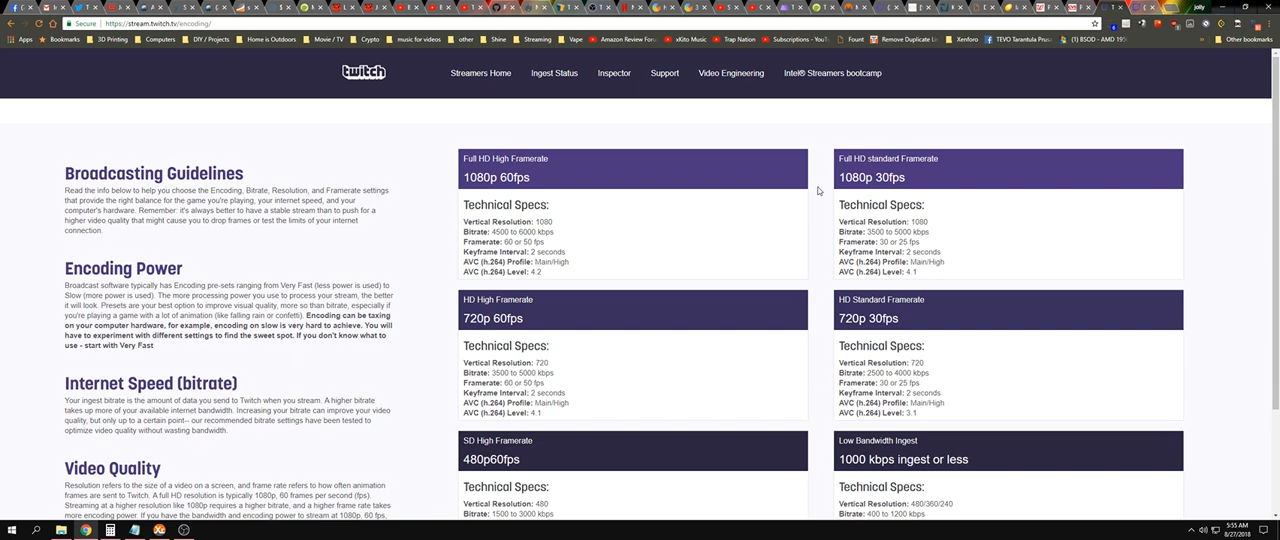 jolly
Secure
https://stream.twitch.tv/encoding/
Apps
Bookmarks
3D Printing
Computers
DIY / Projects
Home is Outdoors
Movie / TV
Crypto
music for videos
other
Shine
Streaming
Vape
Amazon Review For
xKito Music
Trap Nation
Subscriptions - YouT
Fount
Remove Duplicate Li
Xenforo
TEVO Tarantula Prus
(1) BSOD - AMD 195
Other bookmarks
twitch
Streamers Home
Ingest Status
Inspector
Support
Video Engineering
Intel® Streamers bootcamp
Broadcasting Guidelines
Read the info below to help you choose the Encoding, Bitrate, Resolution, and Framerate settings
that provide the right balance for the game you're playing, your internet speed, and your
computer's hardware. Remember: it's always better to have a stable stream than to push for a
higher video quality that might cause you to drop frames or test the limits of your internet
connection.
Encoding Power
Broadcast software typically has Encoding pre-sets ranging from Very Fast (less power is used) to
Slow (more power is used). The more processing power you use to process your stream, the better
it will look. Presets are your best option to improve visual quality, more so than bitrate, especially if
you're playing a game with a lot of animation (like falling rain or confetti). Encoding can be taxing
on your computer hardware, for example, encoding on slow is very hard to achieve. You will
have to experiment with different settings to find the sweet spot. If you don't know what to
use - start with Very Fast
Internet Speed (bitrate)
Your ingest bitrate is the amount of data you send to Twitch when you stream. A higher bitrate
takes up more of your available internet bandwidth. Increasing your bitrate can improve your video
quality, but only up to a certain point-- our recommended bitrate settings have been tested to
optimize video quality without wasting bandwidth.
Video Quality
Resolution refers to the size of a video on a screen, and frame rate refers to how often animation
frames are sent to Twitch. A full HD resolution is typically 1080p, 60 frames per second (fps).
Streaming at a higher resolution like 1080p requires a higher bitrate, and a higher frame rate takes
more encoding power. If you have the bandwidth and encoding power to stream at 1080p, 60 fps,
Full HD High Framerate
1080p 60fps
Technical Specs:
Vertical Resolution: 1080
Bitrate: 4500 to 6000 kbps
Framerate: 60 or 50 fps
Keyframe Interval: 2 seconds
AVC (h.264) Profile: Main/High
AVC (h.264) Level: 4.2
Full HD standard Framerate
1080p 30fps
Technical Specs:
Vertical Resolution: 1080
Bitrate: 3500 to 5000 kbps
Framerate: 30 or 25 fps
Keyframe Interval: 2 seconds
AVC (h.264) Profile: Main/High
AVC (h.264) Level: 4.1
HD High Framerate
720p 60fps
Technical Specs:
Vertical Resolution: 720
Bitrate: 3500 to 5000 kbps
Framerate: 60 or 50 fps
Keyframe Interval: 2 seconds
AVC (h.264) Profile: Main/High
AVC (h.264) Level: 4.1
HD Standard Framerate
720p 30fps
Technical Specs:
Vertical Resolution: 720
Bitrate: 2500 to 4000 kbps
Framerate: 30 or 25 fps
Keyframe Interval: 2 seconds
AVC (h.264) Profile: Main/High
AVC (h.264) Level: 3.1
SD High Framerate
480p60fps
Technical Specs:
Vertical Resolution: 480
Bitrate: 1500 to 3000 kbps
Low Bandwidth Ingest
1000 kbps ingest or less
Technical Specs:
Vertical Resolution: 480/360/240
Bitrate: 400 to 1200 kbps
5:55 AM
8/27/2018